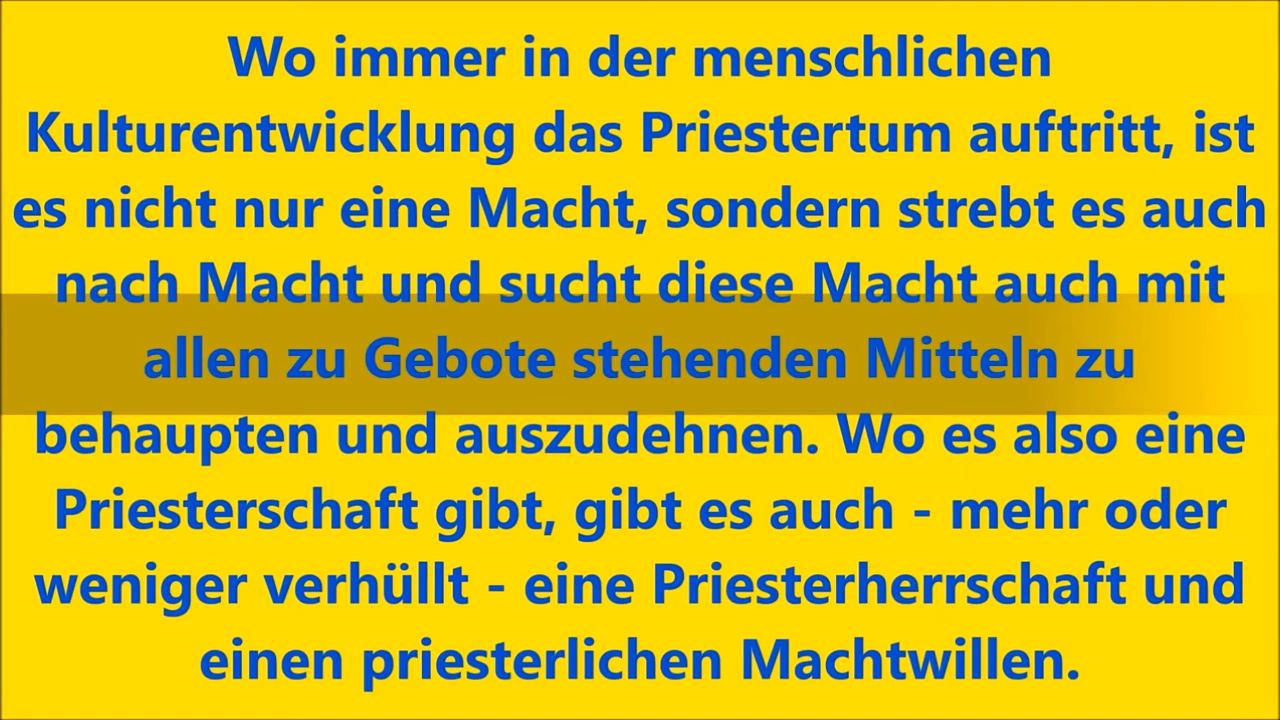 Wo immer in der menschlichen
Kulturentwicklung das Priestertum auftritt, ist
es nicht nur eine Macht, sondern strebt es auch
nach Macht und sucht diese Macht auch mit
allen zu Gebote stehenden Mitteln zu
behaupten und auszudehnen. Wo es also eine
Priesterschaft gibt, gibt es auch - mehr oder
weniger verhüllt - eine Priesterherrschaft und
einen priesterlichen Machtwillen.